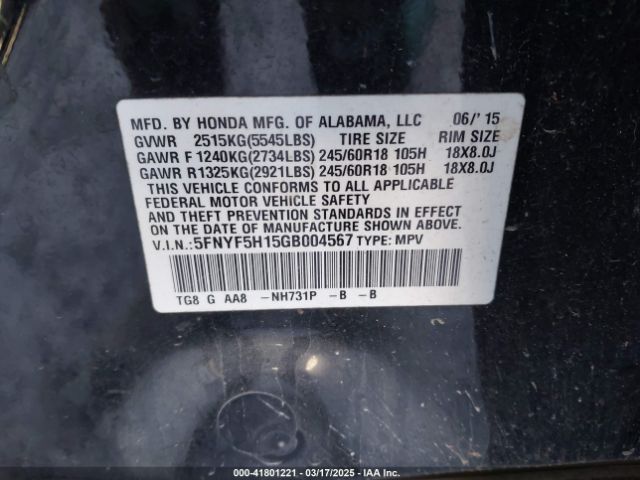 MFD. BY HONDA MFG. OF ALABAMA, LLC 06/'15
GVWR 2515KG(5545LBS) TIRE SIZE RIM SIZE
GAWR F 1240KG(2734LBS) 245/60R18 105H 18X8.0J
GAWR R1325KG(2921LBS) 245/60R18 105H 18X8.0J
THIS VEHICLE CONFORMS TO ALL APPLICABLE
FEDERAL MOTOR VEHICLE SAFETY
AND THEFT PREVENTION STANDARDS IN EFFECT
ON THE DATE OF MANUFACTURE SHOWN ABOVE.
V.I.N.: 5FNYF5H15GB004567 TYPE: MPV
TG8 G AA8 -NH731P -B -B
000-41801221 - 03/17/2025 - IAA Inc.